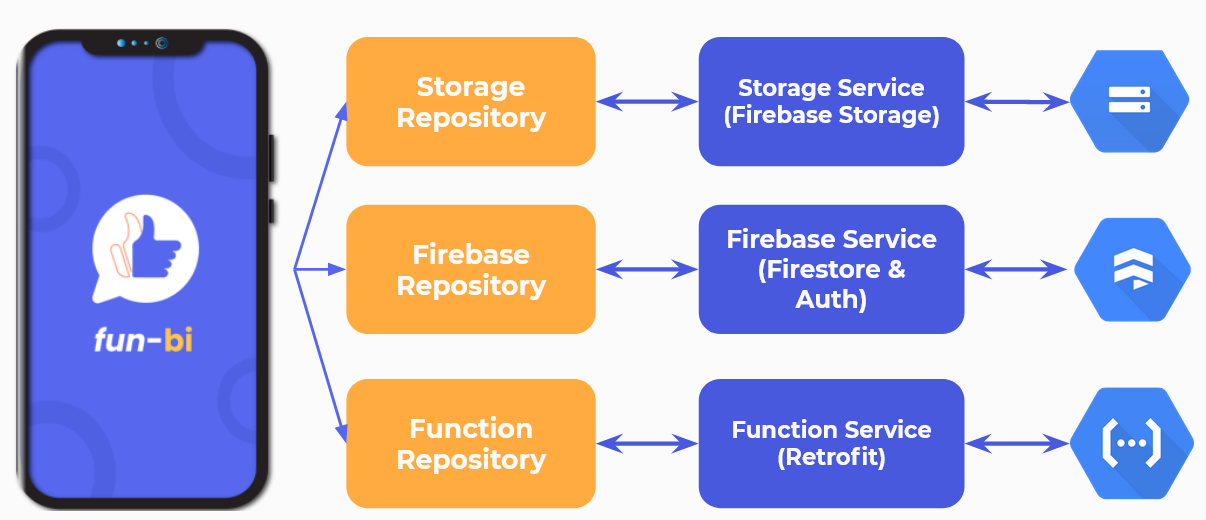 Storage
Repository
Storage Service
(Firebase Storage)
Firebase
Repository
Firebase Service
(Firestore &
Auth)
fun-bi
Function
Repository
Function Service
(Retrofit)